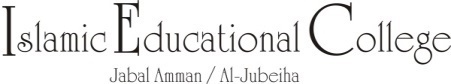 Islamic Educational College
Jabal Amman / Al-Jubeiha